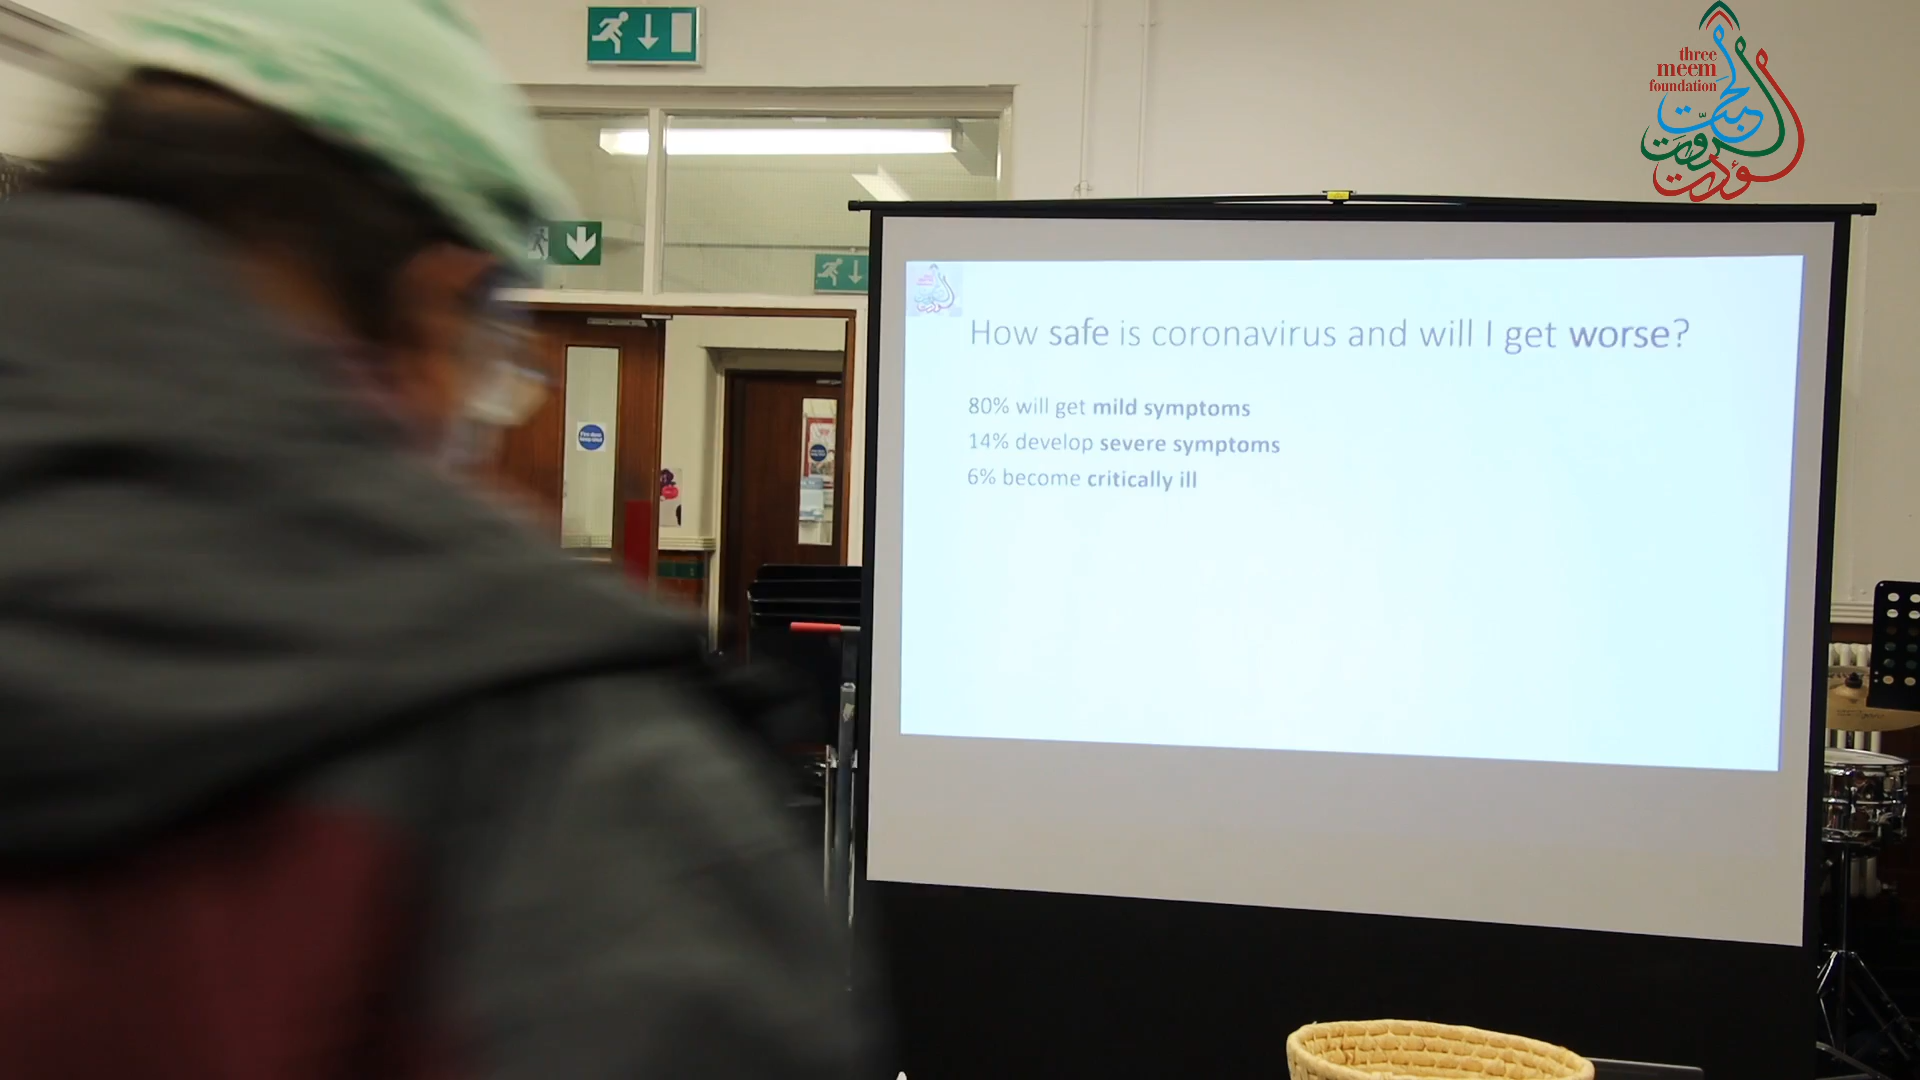 three
meem
foundation
How safe is coronavirus and will I get worse?
80% will get mild symptoms
14% develop severe symptoms
6% become critically ill